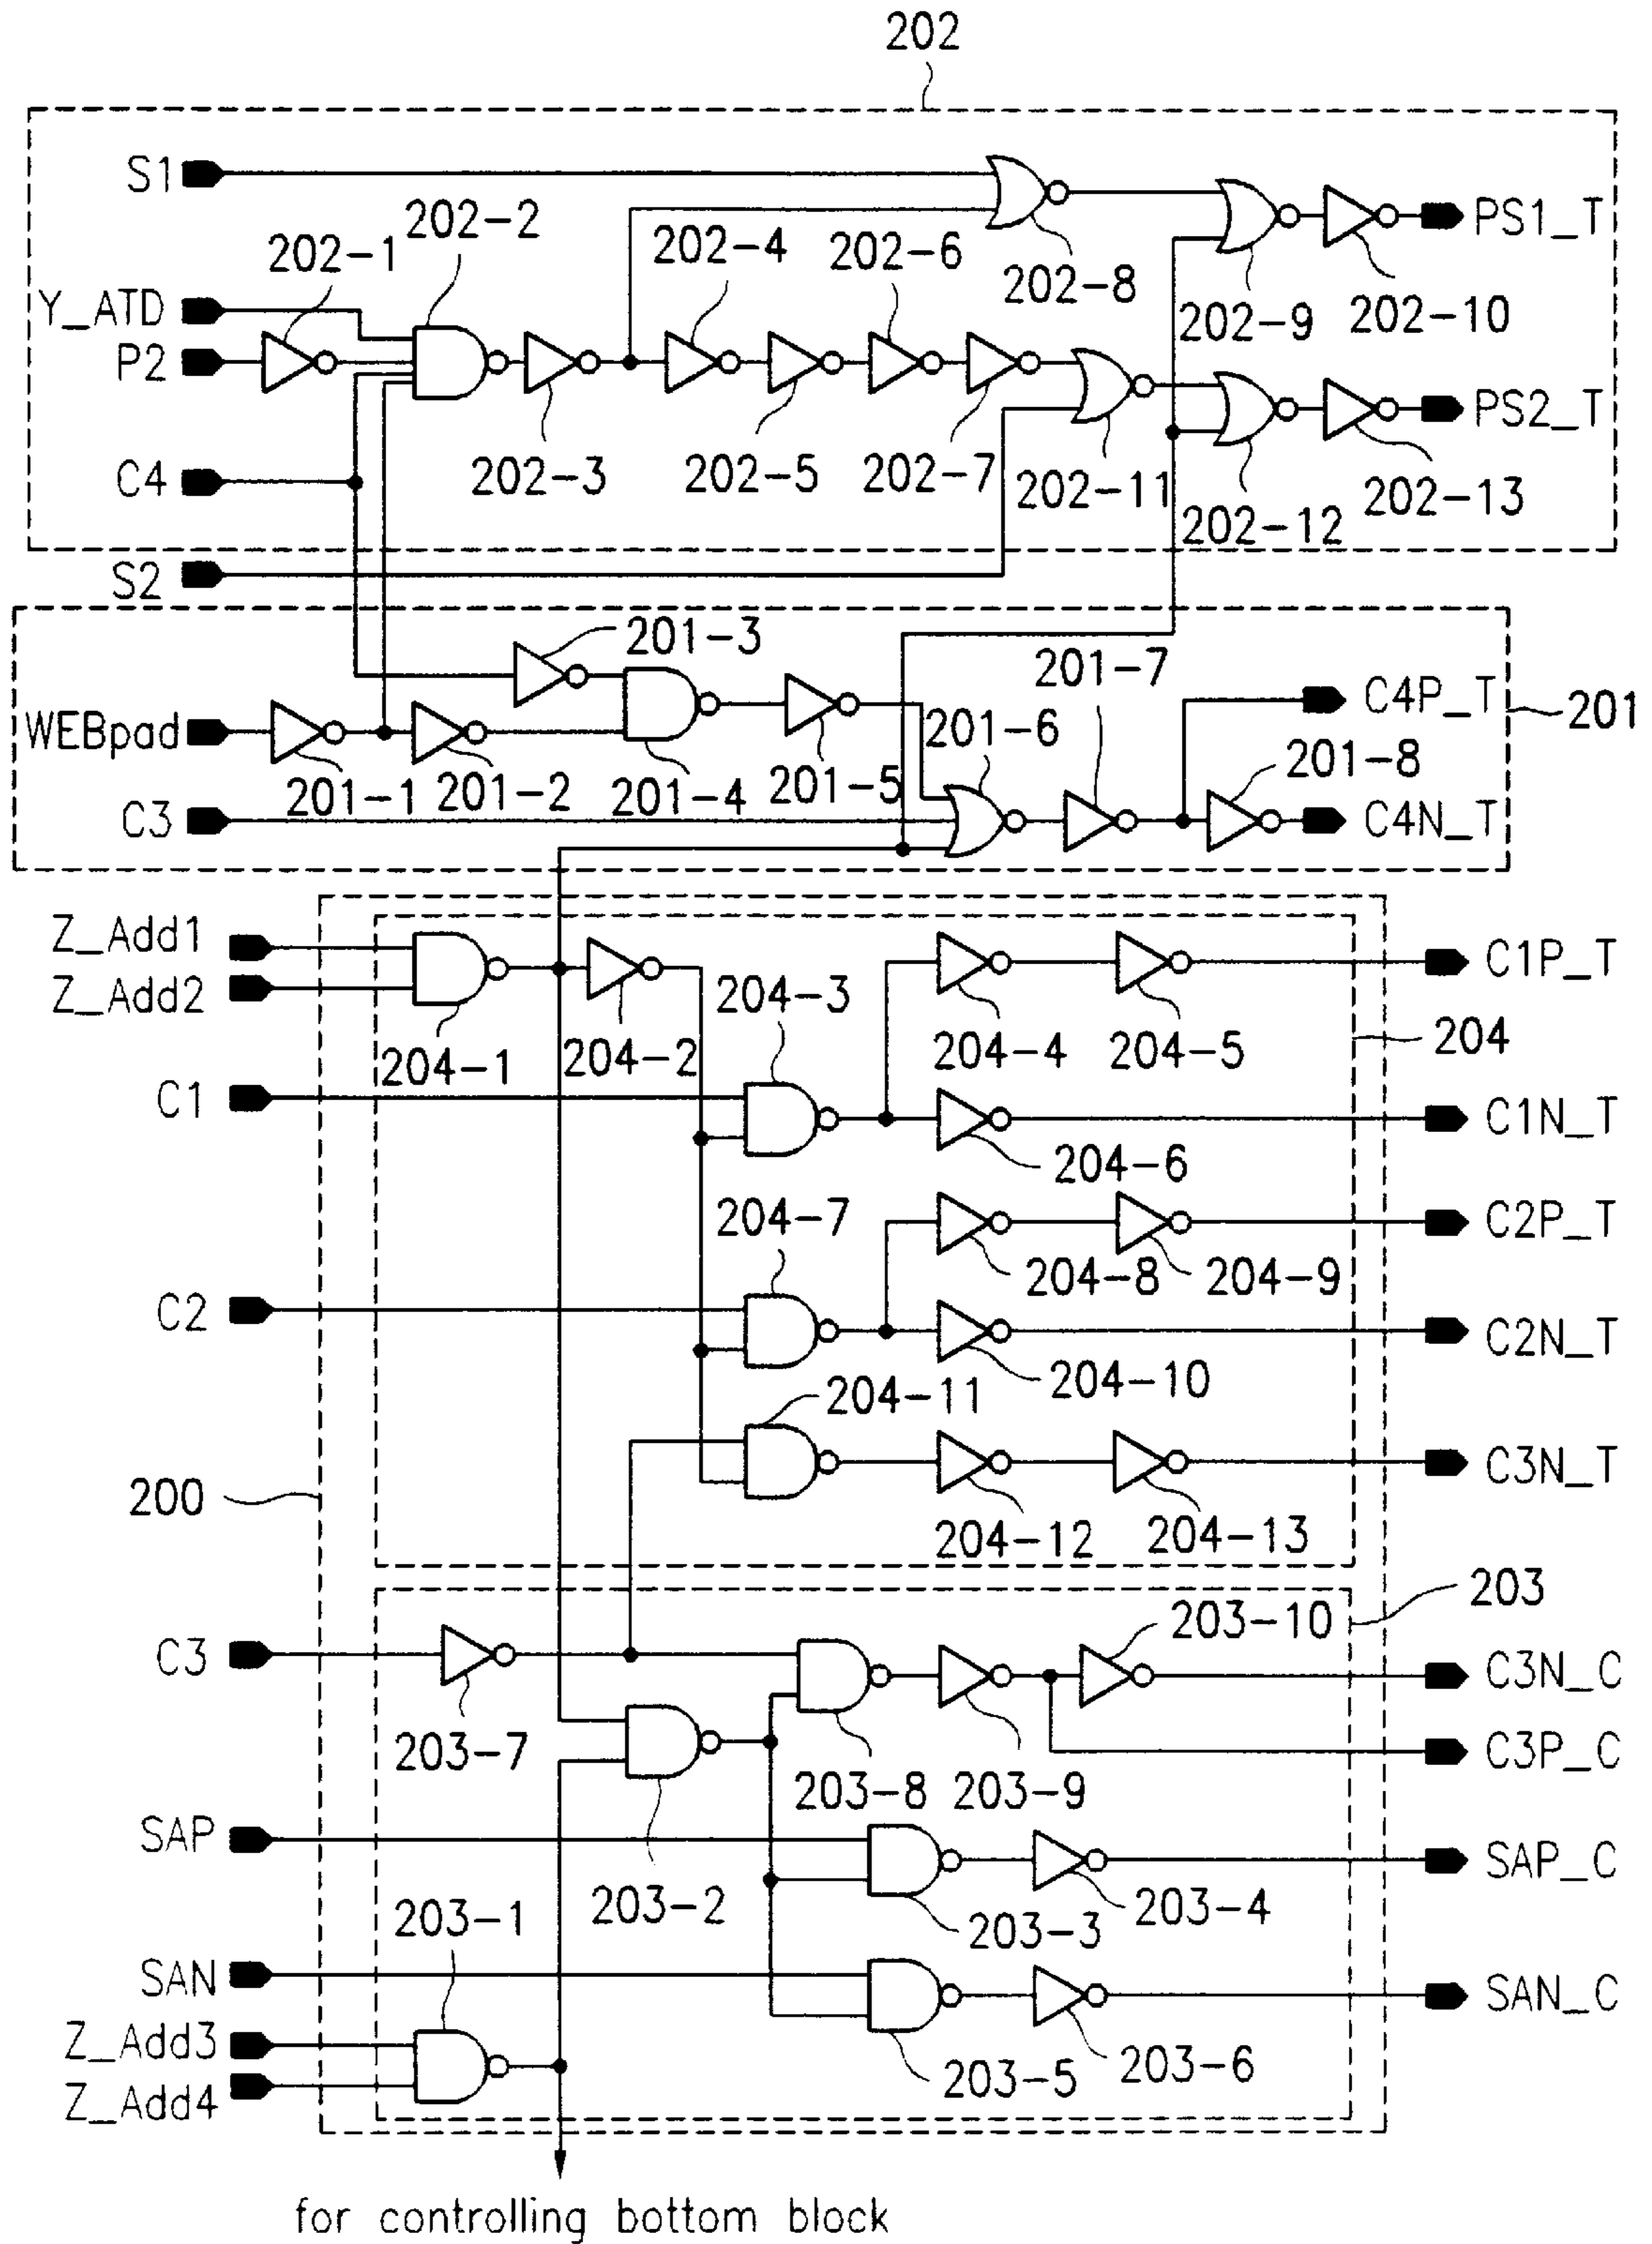 202
S1
PS1_T
202-2
202-1
202-4
202-6
202-8
Y_ATD
202-9
202-10
P2
PS2_T
C4
202-3
202-5
202-7
202-11
202-13
202-12
S2
201-3
201-7
C4P_T
201
WEBpad
201-6
201-8
201-1
201-2
201-4
201-5
C3
C4N_T
Z_Add1
Z_Add2
C1P_T
204-3
204
204-1
204-2
204-4
204-5
C1
C1N_T
204-6
204-7
C2P_T
204-8
204-9
C2
C2N_T
204-10
204-11
C3N_T
200
204-12
204-13
203
203-10
C3
C3N_C
203-7
C3P_C
203-8
203-9
SAP
SAP_C
203-2
203-1
203-3
203-4
SAN
SAN_C
Z_Add3
203-5
203-6
Z_Add4
for controlling bottom block